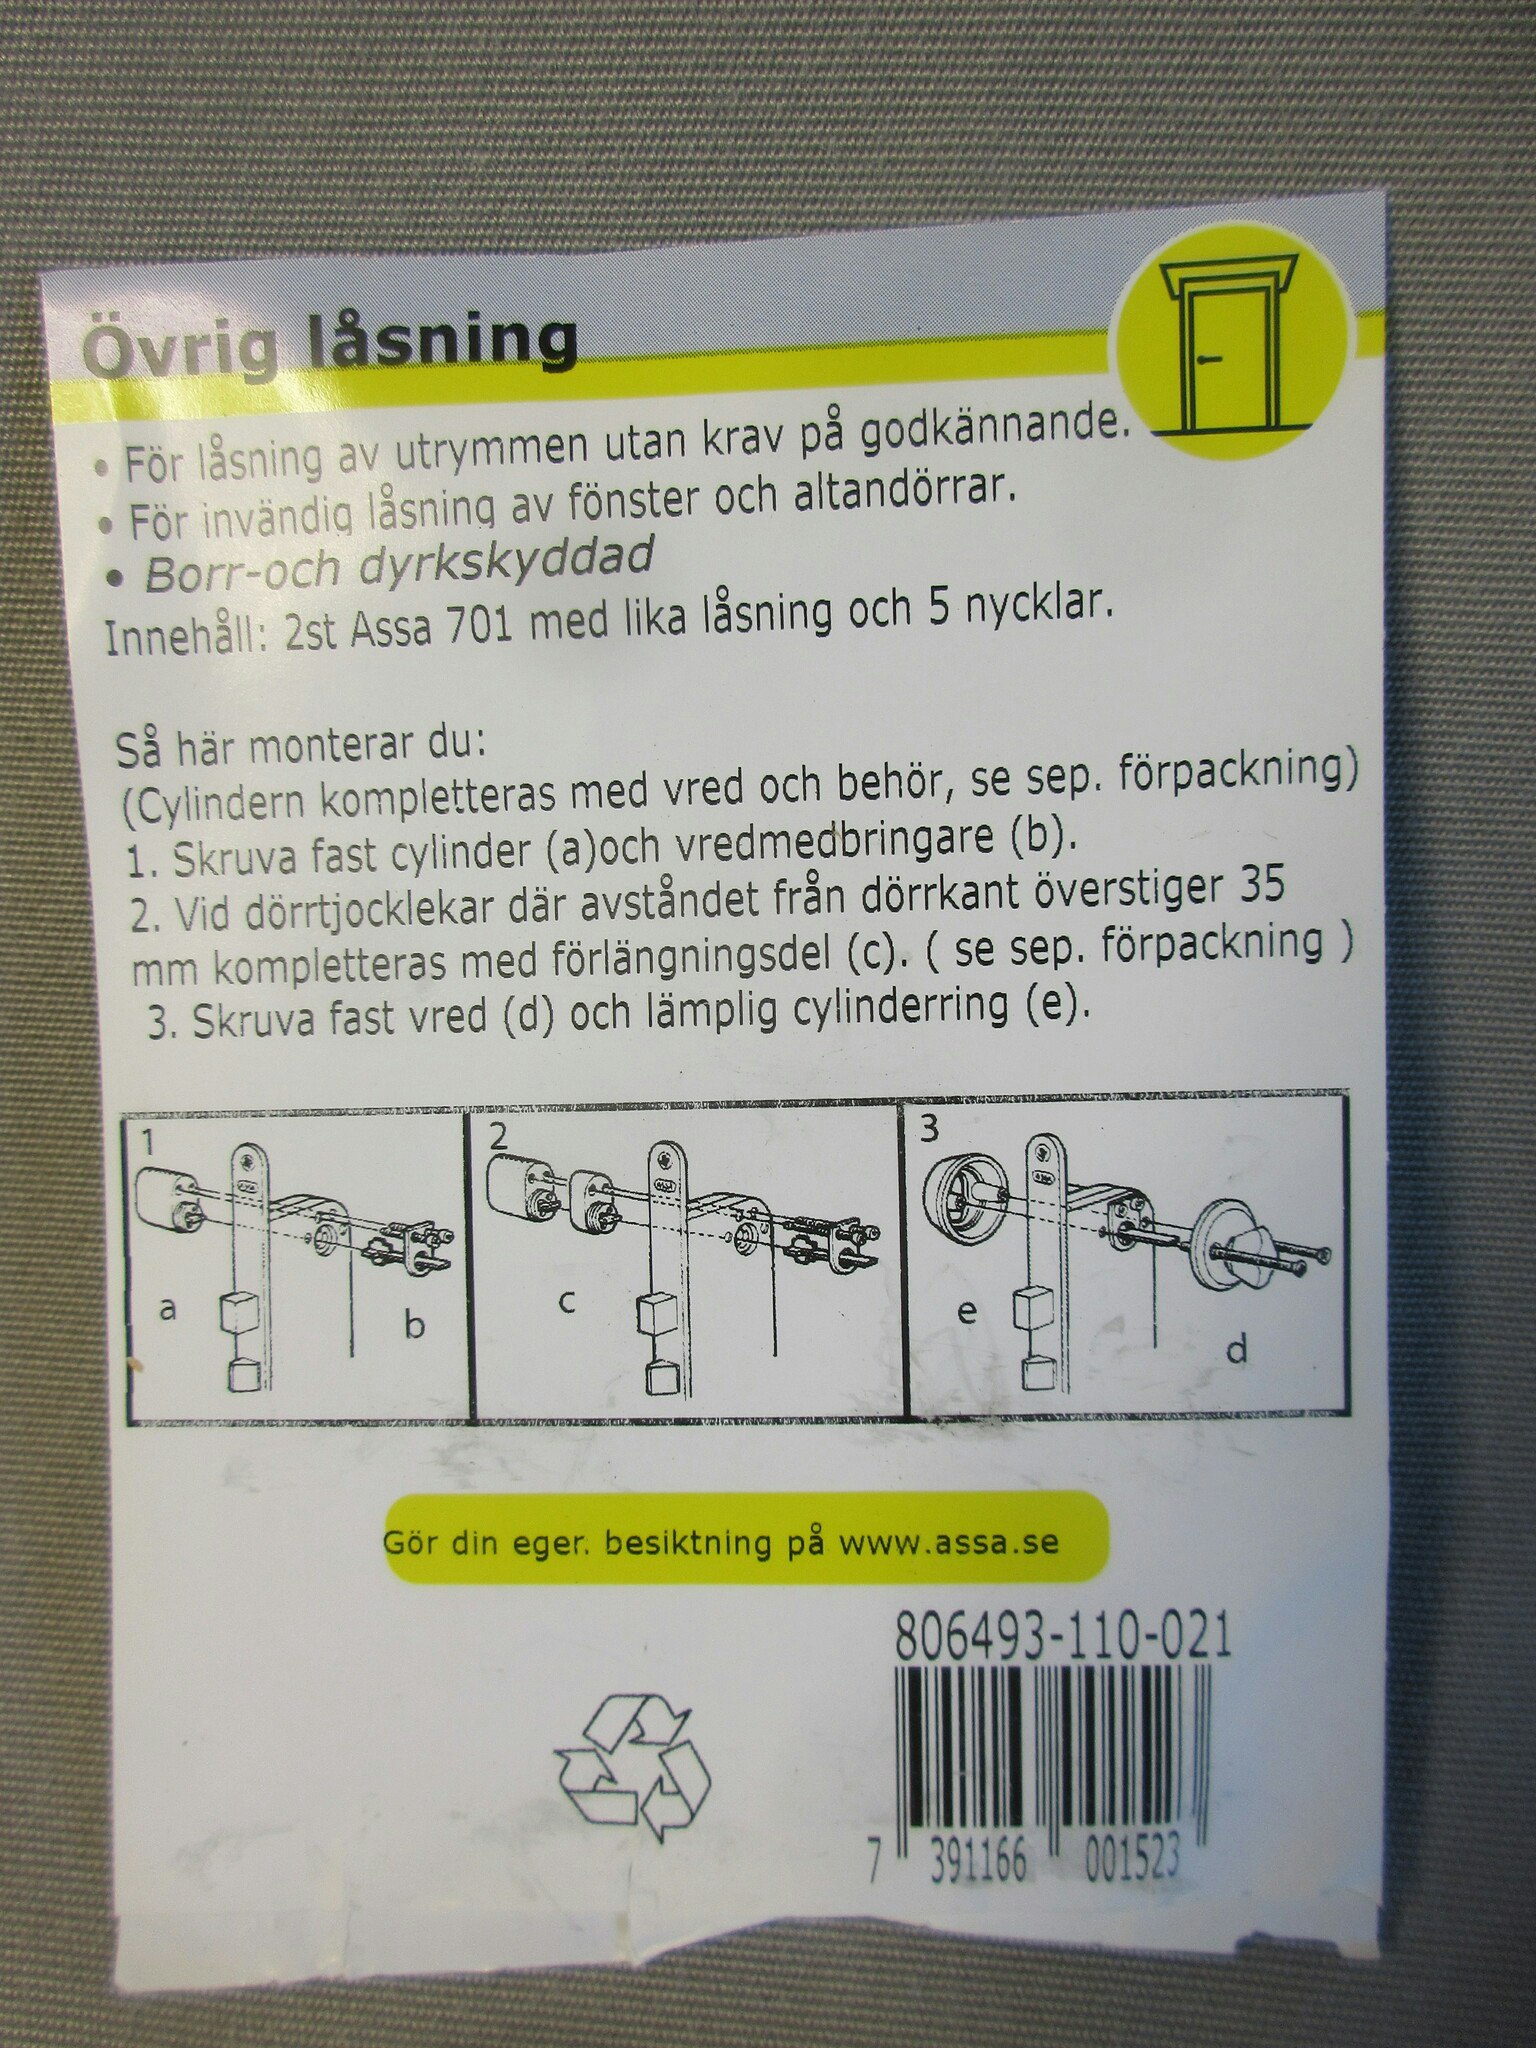 Övrig låsning
• För låsning av utrymmen utan krav på godkännande.
• För invändig låsning av fönster och altandörrar.
• Borr-och dyrkskyddad
Innehåll: 2st Assa 701 med lika låsning och 5 nycklar.
Så här monterar du:
(Cylindern kompletteras med vred och behör, se sep. förpackning)
1. Skruva fast cylinder (a)och vredmedbringare (b).
2. Vid dörrtjocklekar där avståndet från dörrkant överstiger 35
mm kompletteras med förlängningsdel (c). ( se sep. förpackning )
3. Skruva fast vred (d) och lämplig cylinderring (e).
1
a
b
2
c
3
e
d
Gör din eger. besiktning på www.assa.se
806493-110-021
7 391166 001523